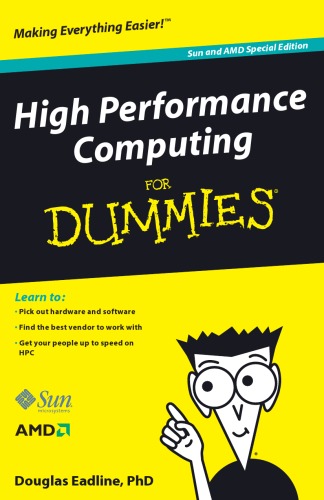 Making Everything Easier!™
Sun and AMD Special Edition
High Performance
Computing
FOR
DUMMIES®
Learn to:
• Pick out hardware and software
• Find the best vendor to work with
• Get your people up to speed on
HPC
Sun
microsystems
AMD
Douglas Eadline, PhD